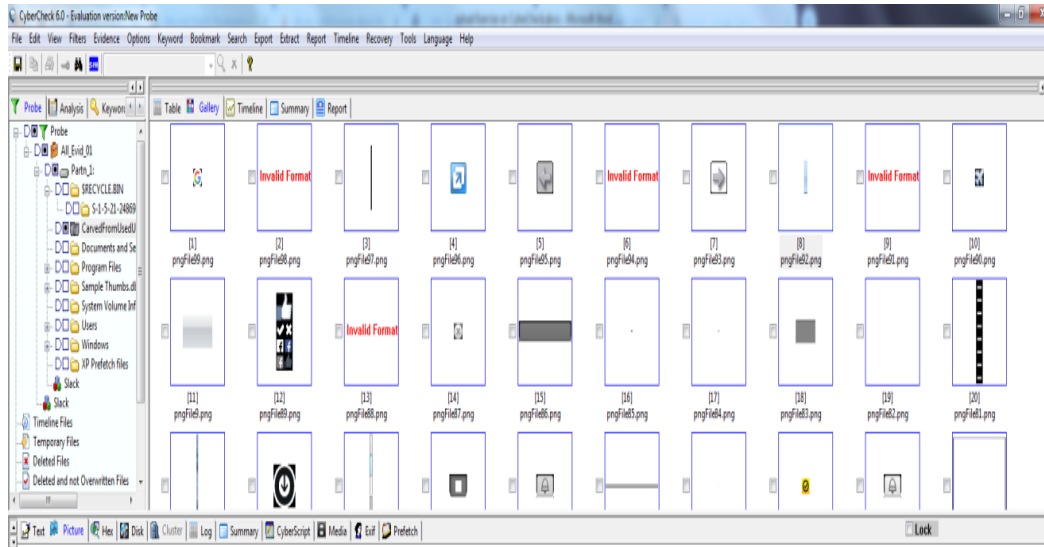 CyberCheck 6.0 - Evaluation version:New Probe
File Edit View Filters Evidence Options Keyword Bookmark Search Export Extract Report Timeline Recovery Tools Language Help
Probe Analysis Keywor
Table Gallery Timeline Summary Report
Probe
All_Evid_01
Partn_1:
SRECYCLE.BIN
S-1-5-21-24869
CarvedFromUsedU
Documents and Se
Program Files
Sample Thumbs.d
System Volume Inf
Users
Windows
XP Prefetch files
Slack
Slack
Timeline Files
Temporary Files
Deleted Files
Deleted and not Overwritten Files
Invalid Format Invalid Format Invalid Format
[1] [2] [3] [4] [5] [6] [7] [8] [9] [10]
pngFile99.png pngFile98.png pngFile97.png pngFile96.png pngFile95.png pngFile94.png pngFile93.png pngFile92.png pngFile91.png pngFile90.png
Invalid Format
[11] [12] [13] [14] [15] [16] [17] [18] [19] [20]
pngFile9.png pngFile89.png pngFile88.png pngFile87.png pngFile86.png pngFile85.png pngFile84.png pngFile83.png pngFile82.png pngFile81.png
Text Picture Hex Disk Cluster Log Summary CyberScript Media Exif Prefetch Lock